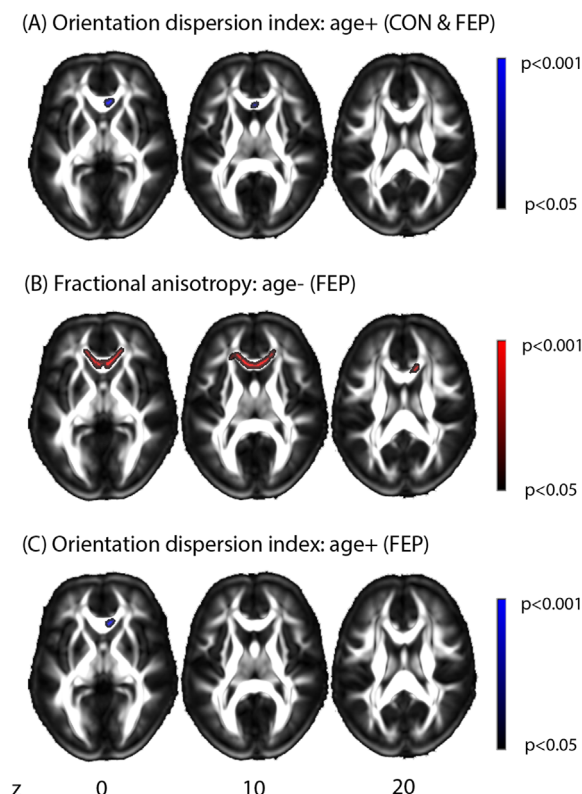 (A) Orientation dispersion index: age+ (CON & FEP)
p<0.001
p<0.05
(B) Fractional anisotropy: age- (FEP)
p<0.001
p<0.05
(C) Orientation dispersion index: age+ (FEP)
p<0.001
p<0.05
z 0 10 20